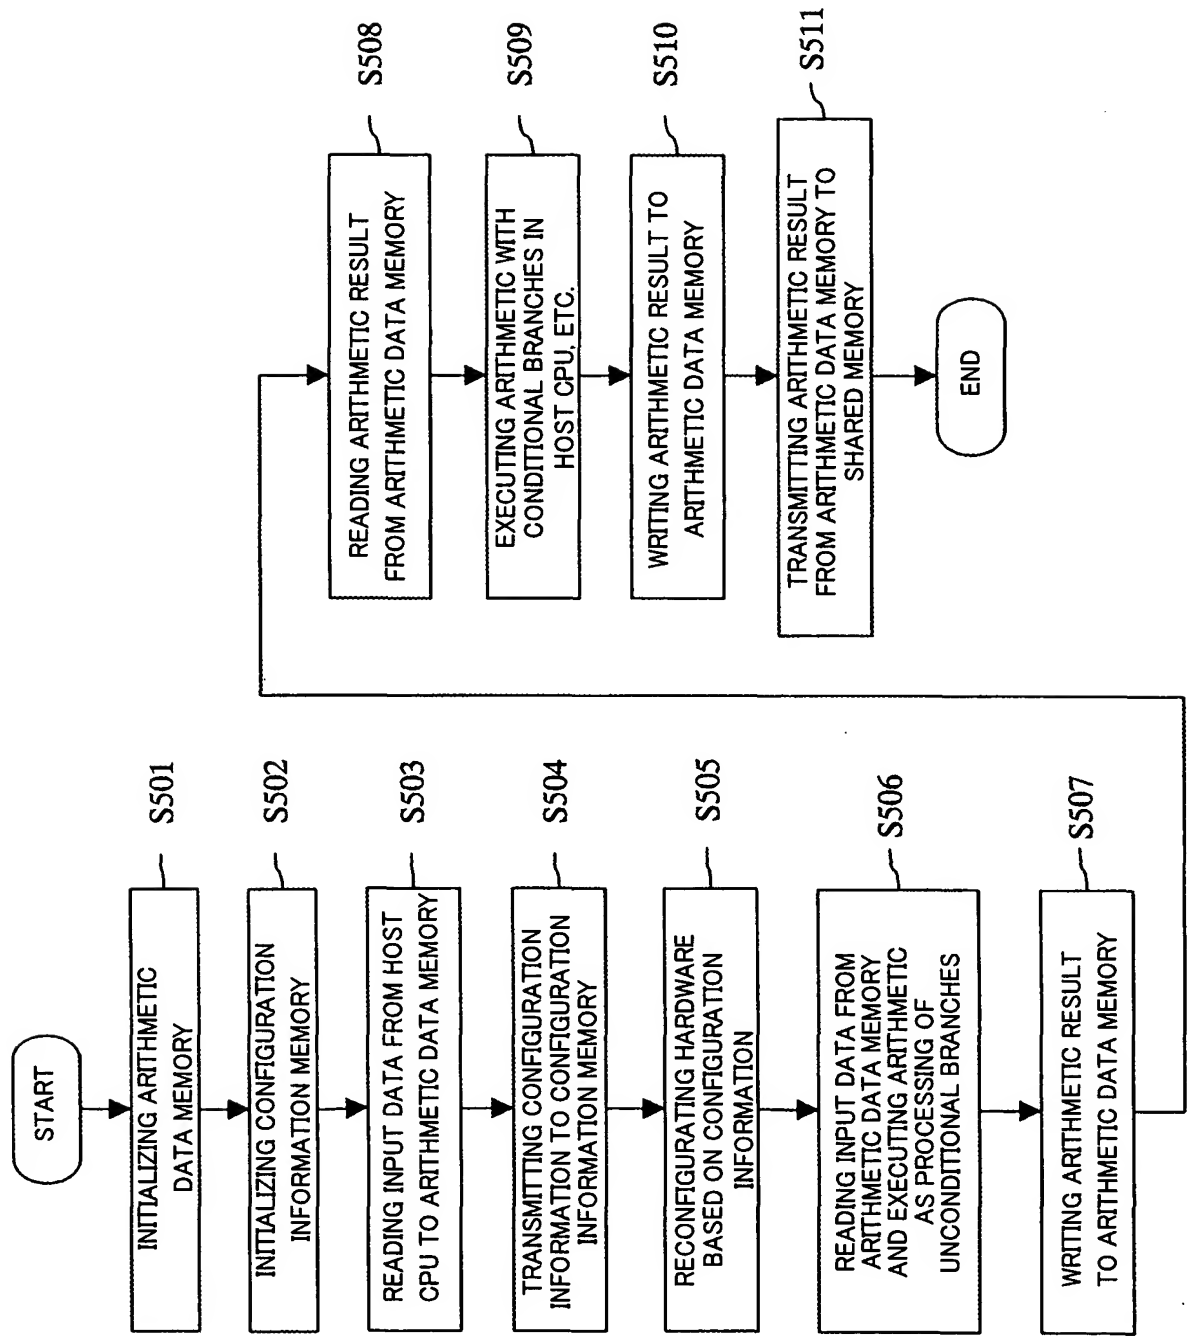 START
INITIALIZING ARITHMETIC
DATA MEMORY
S501
INITIALIZING CONFIGURATION
INFORMATION MEMORY
S502
READING INPUT DATA FROM HOST
CPU TO ARITHMETIC DATA MEMORY
S503
TRANSMITTING CONFIGURATION
INFORMATION TO CONFIGURATION
INFORMATION MEMORY
S504
RECONFIGURATING HARDWARE
BASED ON CONFIGURATION
INFORMATION
S505
READING INPUT DATA FROM
ARITHMETIC DATA MEMORY
AND EXECUTING ARITHMETIC
AS PROCESSING OF
UNCONDITIONAL BRANCHES
S506
WRITING ARITHMETIC RESULT
TO ARITHMETIC DATA MEMORY
S507
READING ARITHMETIC RESULT
FROM ARITHMETIC DATA MEMORY
S508
EXECUTING ARITHMETIC WITH
CONDITIONAL BRANCHES IN
HOST CPU, ETC.
S509
WRITING ARITHMETIC RESULT TO
ARITHMETIC DATA MEMORY
S510
TRANSMITTING ARITHMETIC RESULT
FROM ARITHMETIC DATA MEMORY TO
SHARED MEMORY
S511
END